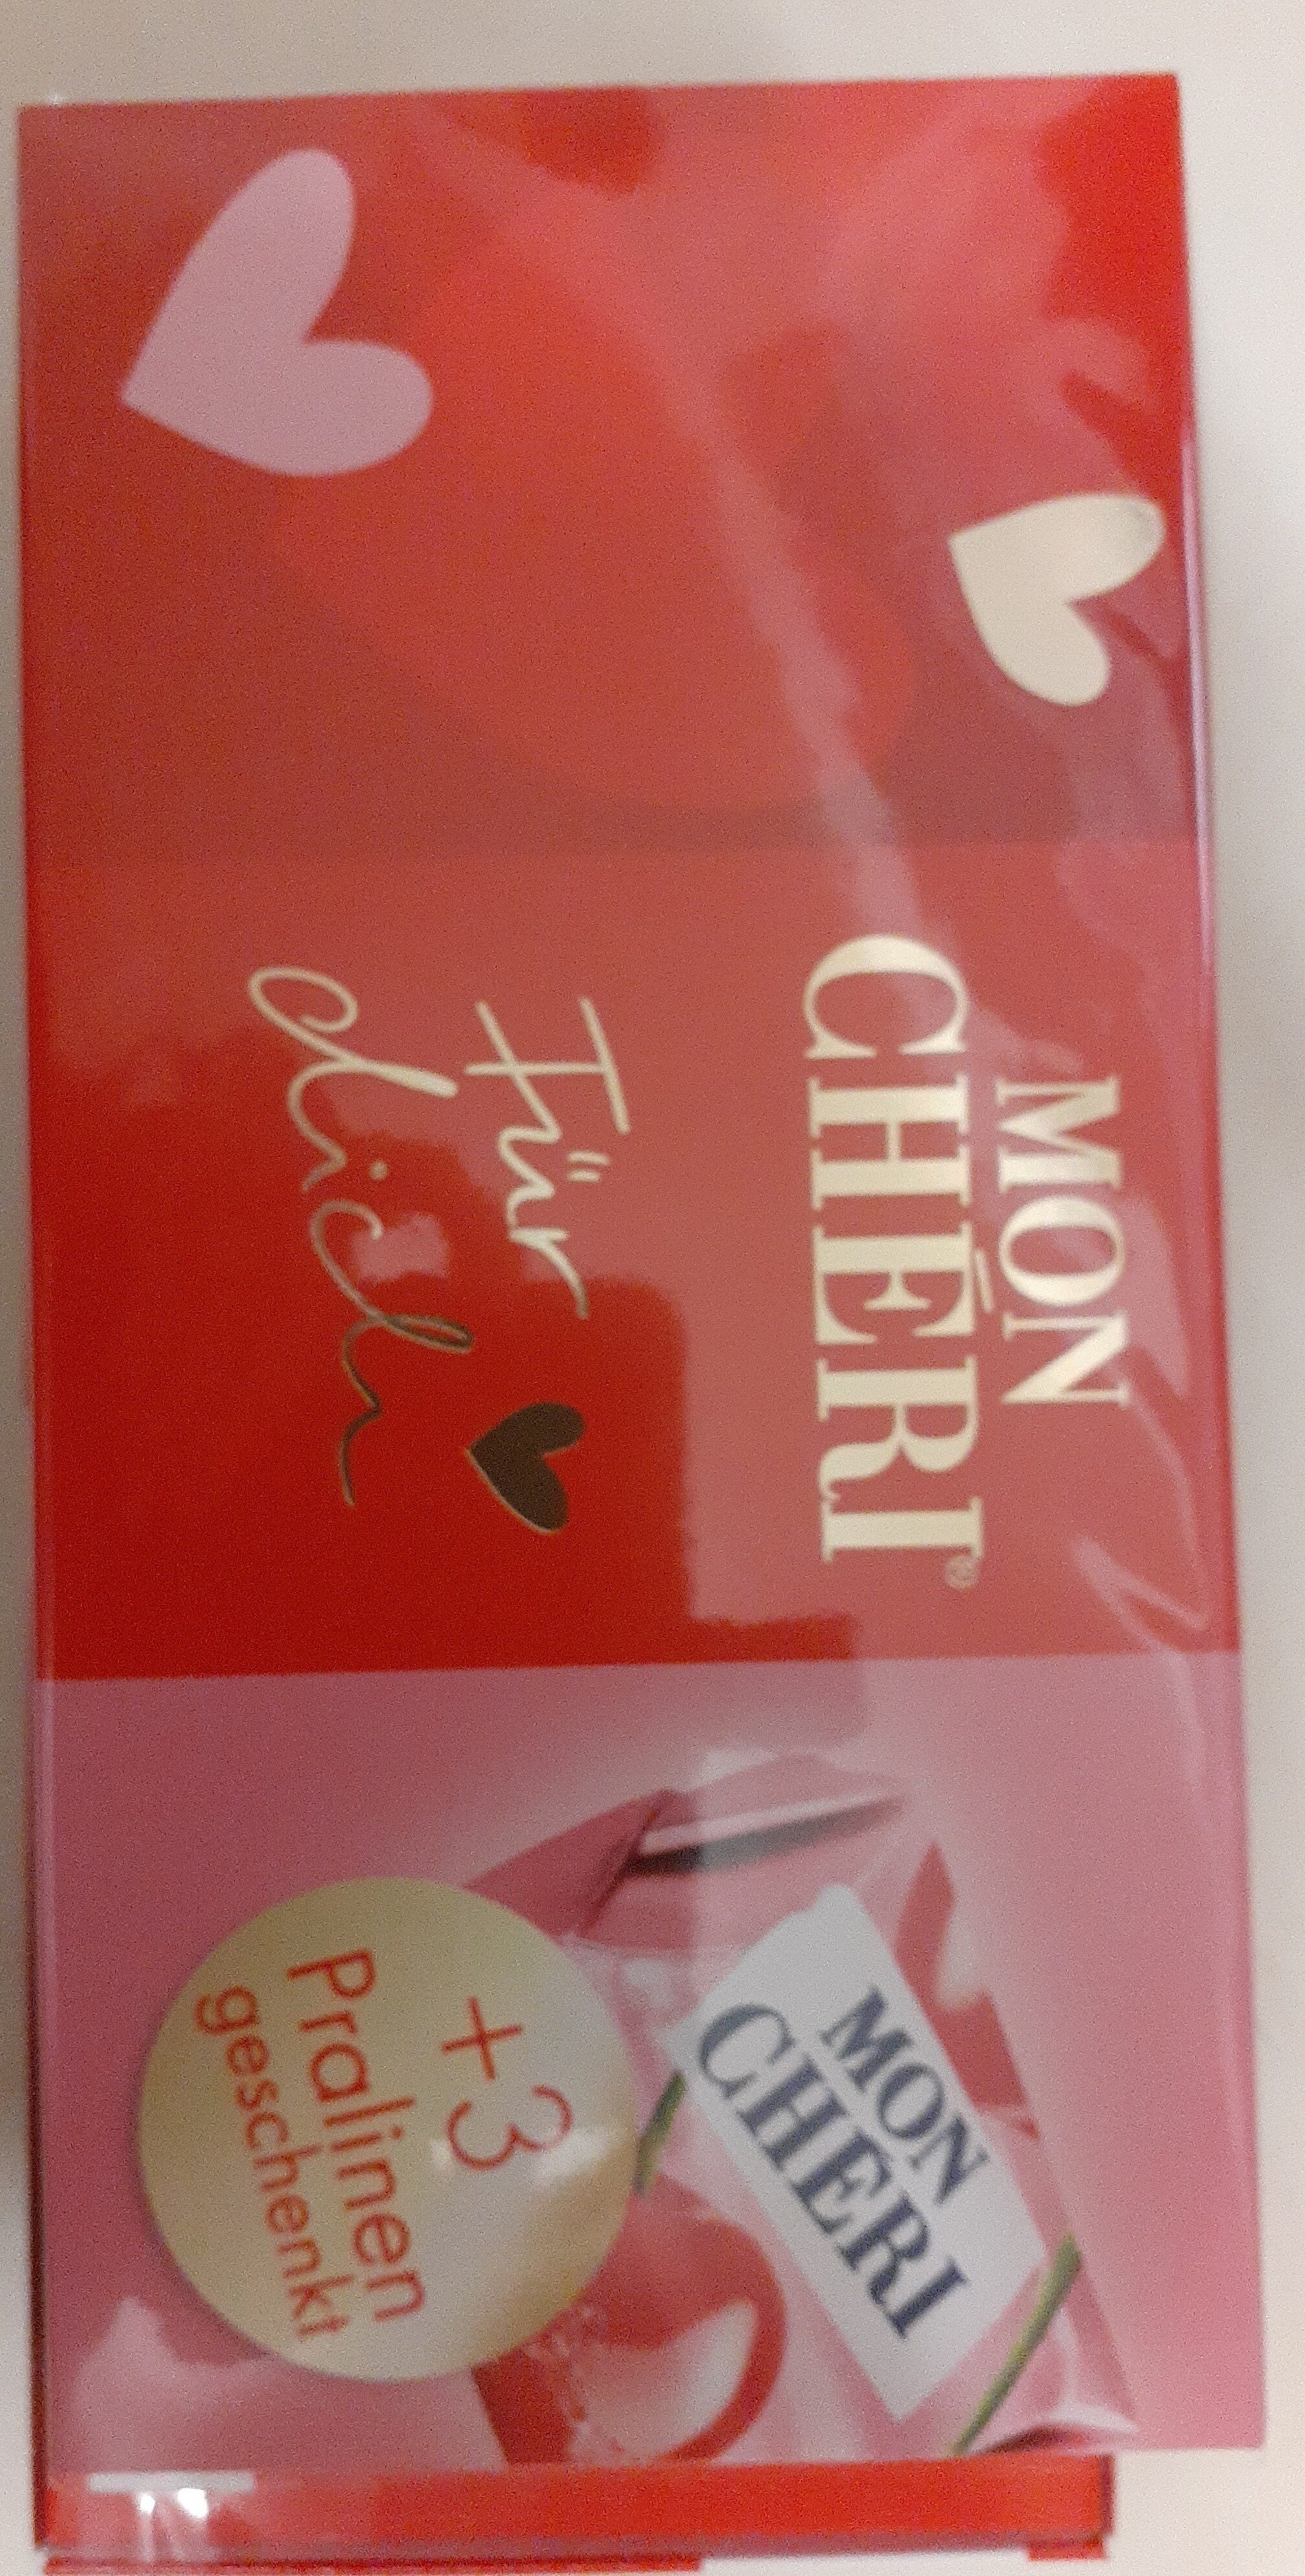 MON
CHÉRI®
Für
dich
MON
CHERI
+3
Pralinen
geschenkt